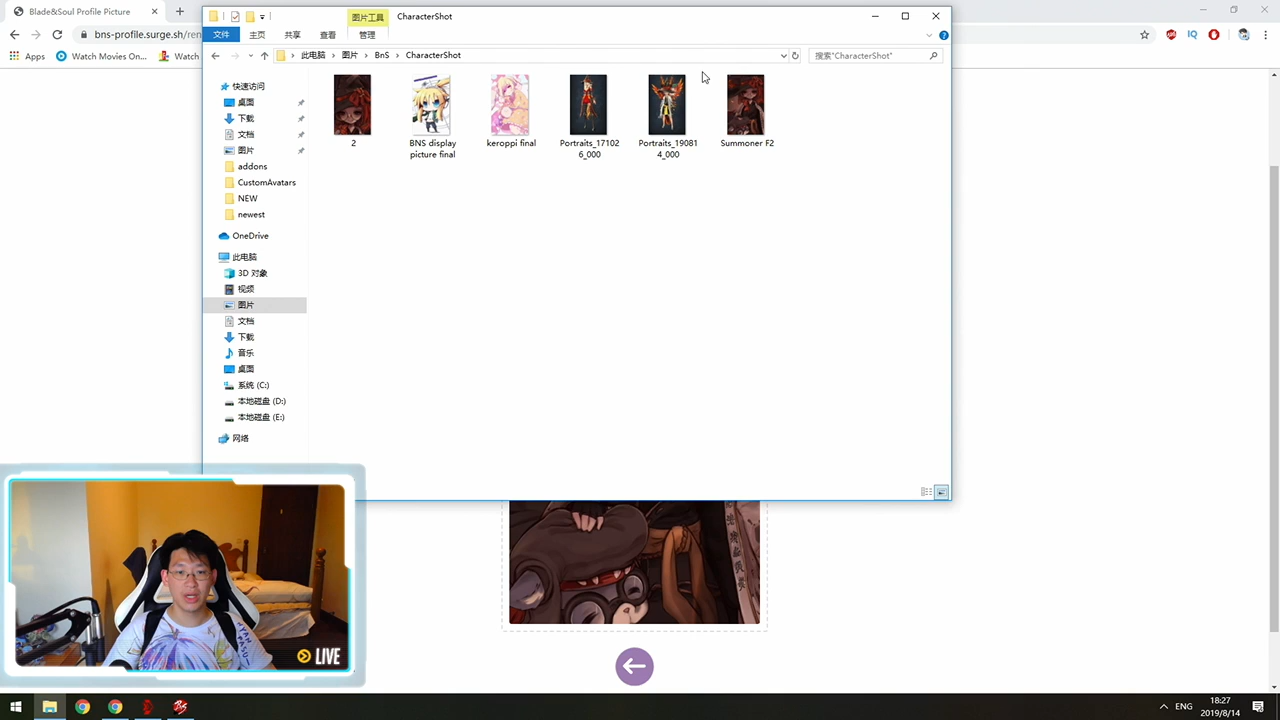 Blade&Soul Profile Picture
图片工具
CharacterShot
bns-profile.surge.sh/ren
文件
主页
共享
查看
管理
Apps
Watch Movies On...
Watch
此电脑
图片
BnS
CharacterShot
搜索"CharacterShot"
IQ
快速访问
桌面
下载
文档
图片
addons
CustomAvatars
NEW
newest
OneDrive
此电脑
3D 对象
视频
图片
文档
下载
音乐
桌面
系统 (C:)
本地磁盘 (D:)
本地磁盘 (E:)
网络
2
BNS display
picture final
keroppi final
Portraits_17102
6_000
Portraits_19081
4_000
Summoner F2
LIVE
ENG
18:27
2019/8/14